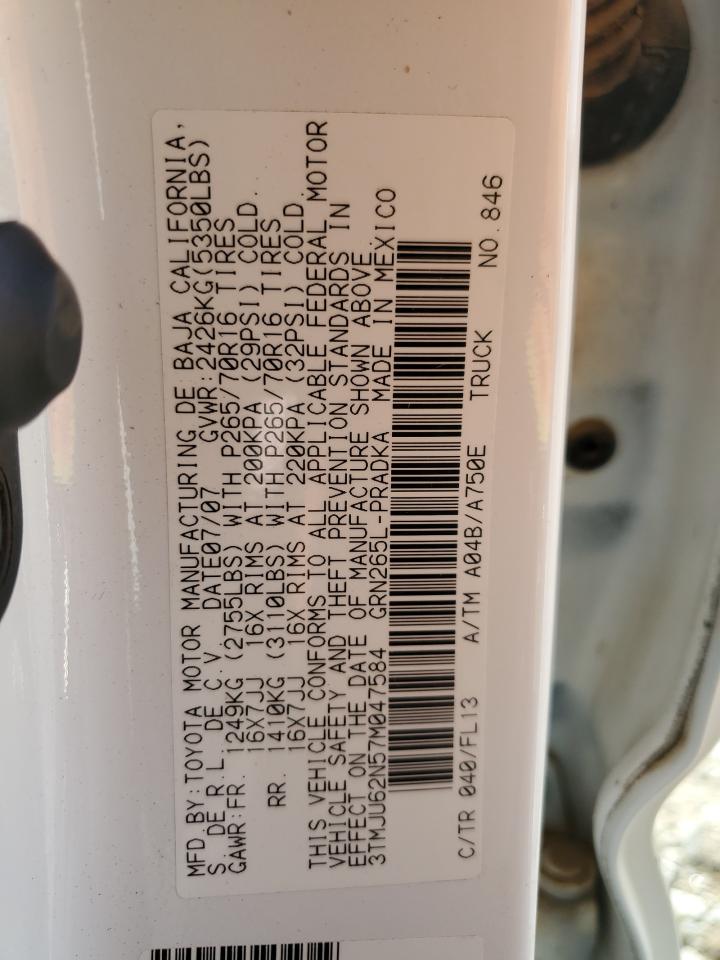 MFD.BY:TOYOTA MOTOR MANUFACTURING DE BAJA CALIFORNIA,
S. DE R.L. DE C.V. DATE07/07 GVWR:2426KG(5350LBS)
GAWR:FR. 1249KG (2755LBS) WITH P265/70R16 TIRES
16X7JJ 16X RIMS AT 200KPA (29PSI) COLD.
RR. 1410KG (3110LBS) WITH P265/70R16 TIRES
16X7JJ 16X RIMS AT 220KPA (32PSI) COLD.
THIS VEHICLE CONFORMS TO ALL APPLICABLE FEDERAL MOTOR
VEHICLE SAFETY AND THEFT PREVENTION STANDARDS IN
EFFECT ON THE DATE OF MANUFACTURE SHOWN ABOVE
3TMJU62N57M047584 GRN265L-PRADKA MADE IN MEXICO
C/TR 040/FL13 A/TM A04B/A750E TRUCK NO.846